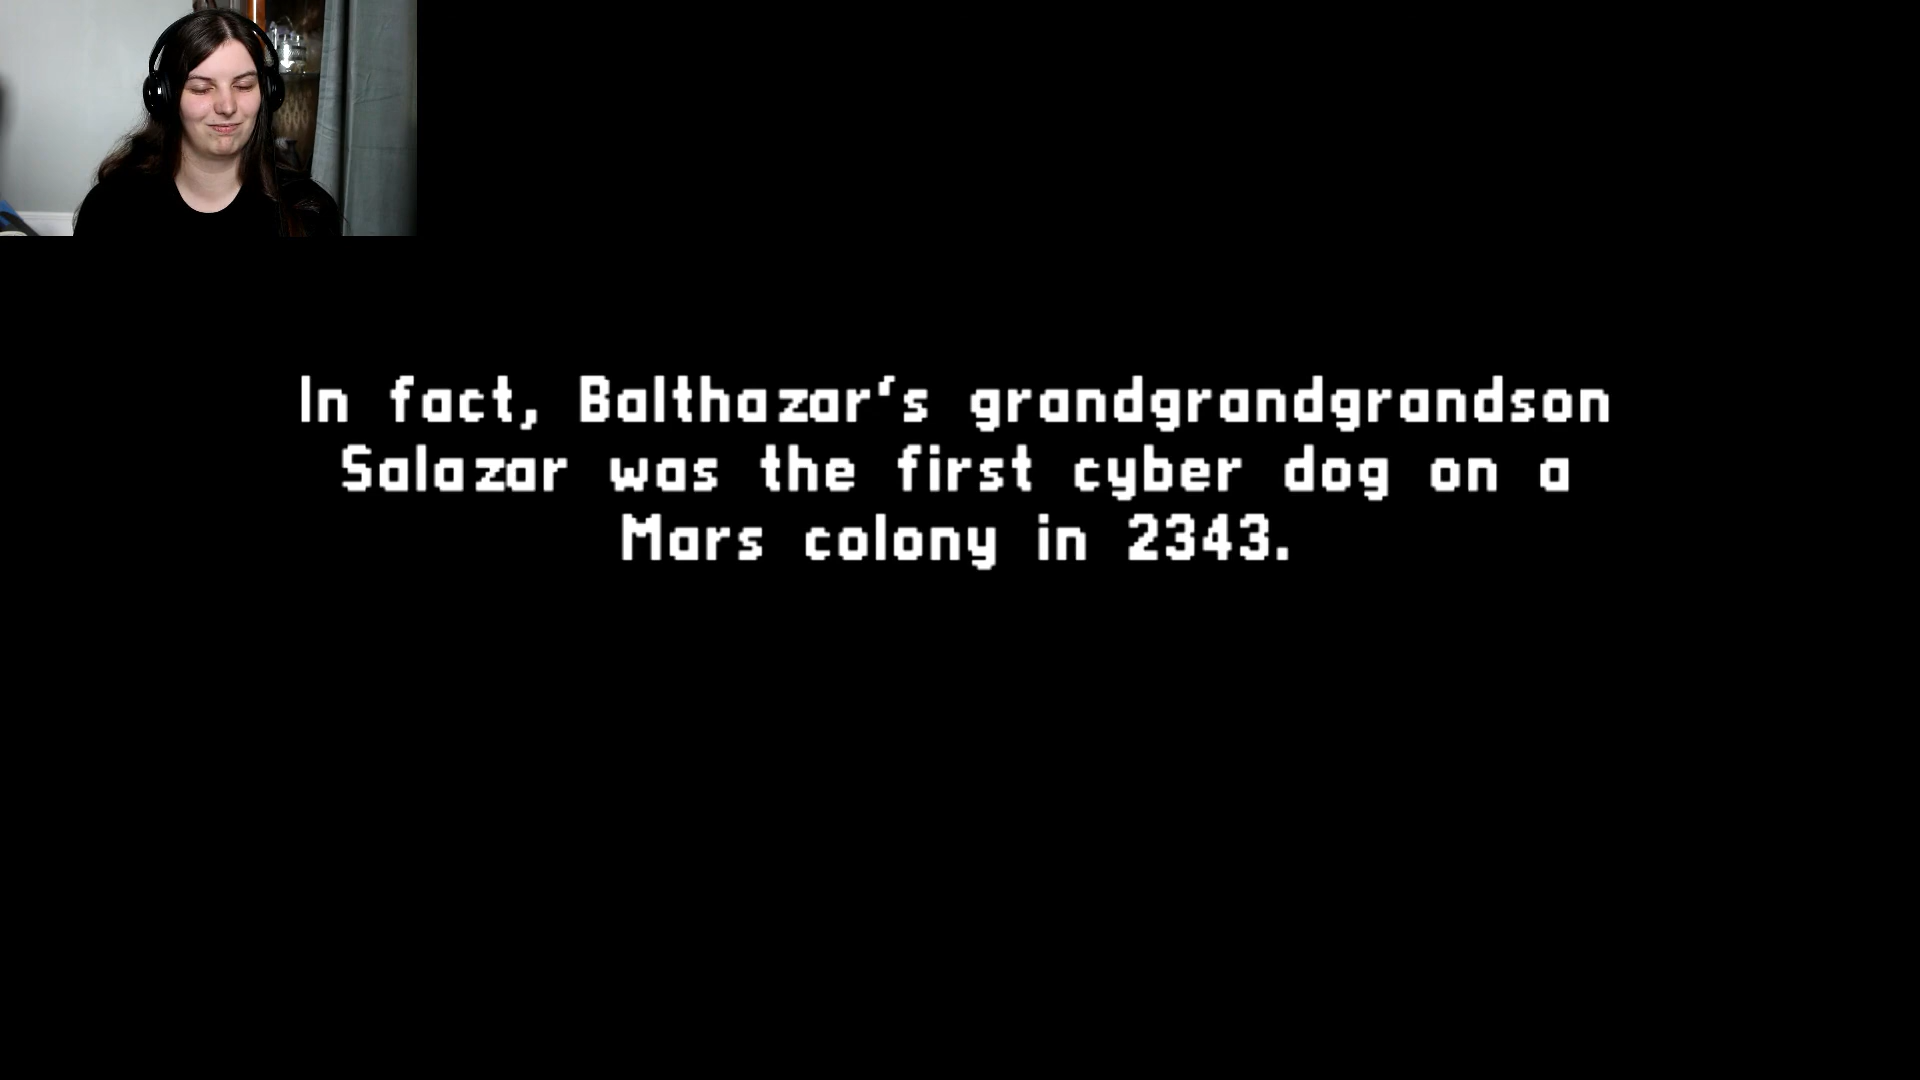 In fact, Balthazar‘s grandgrandgrandson
Salazar was the first cyber dog on a
Mars colony in 2343.